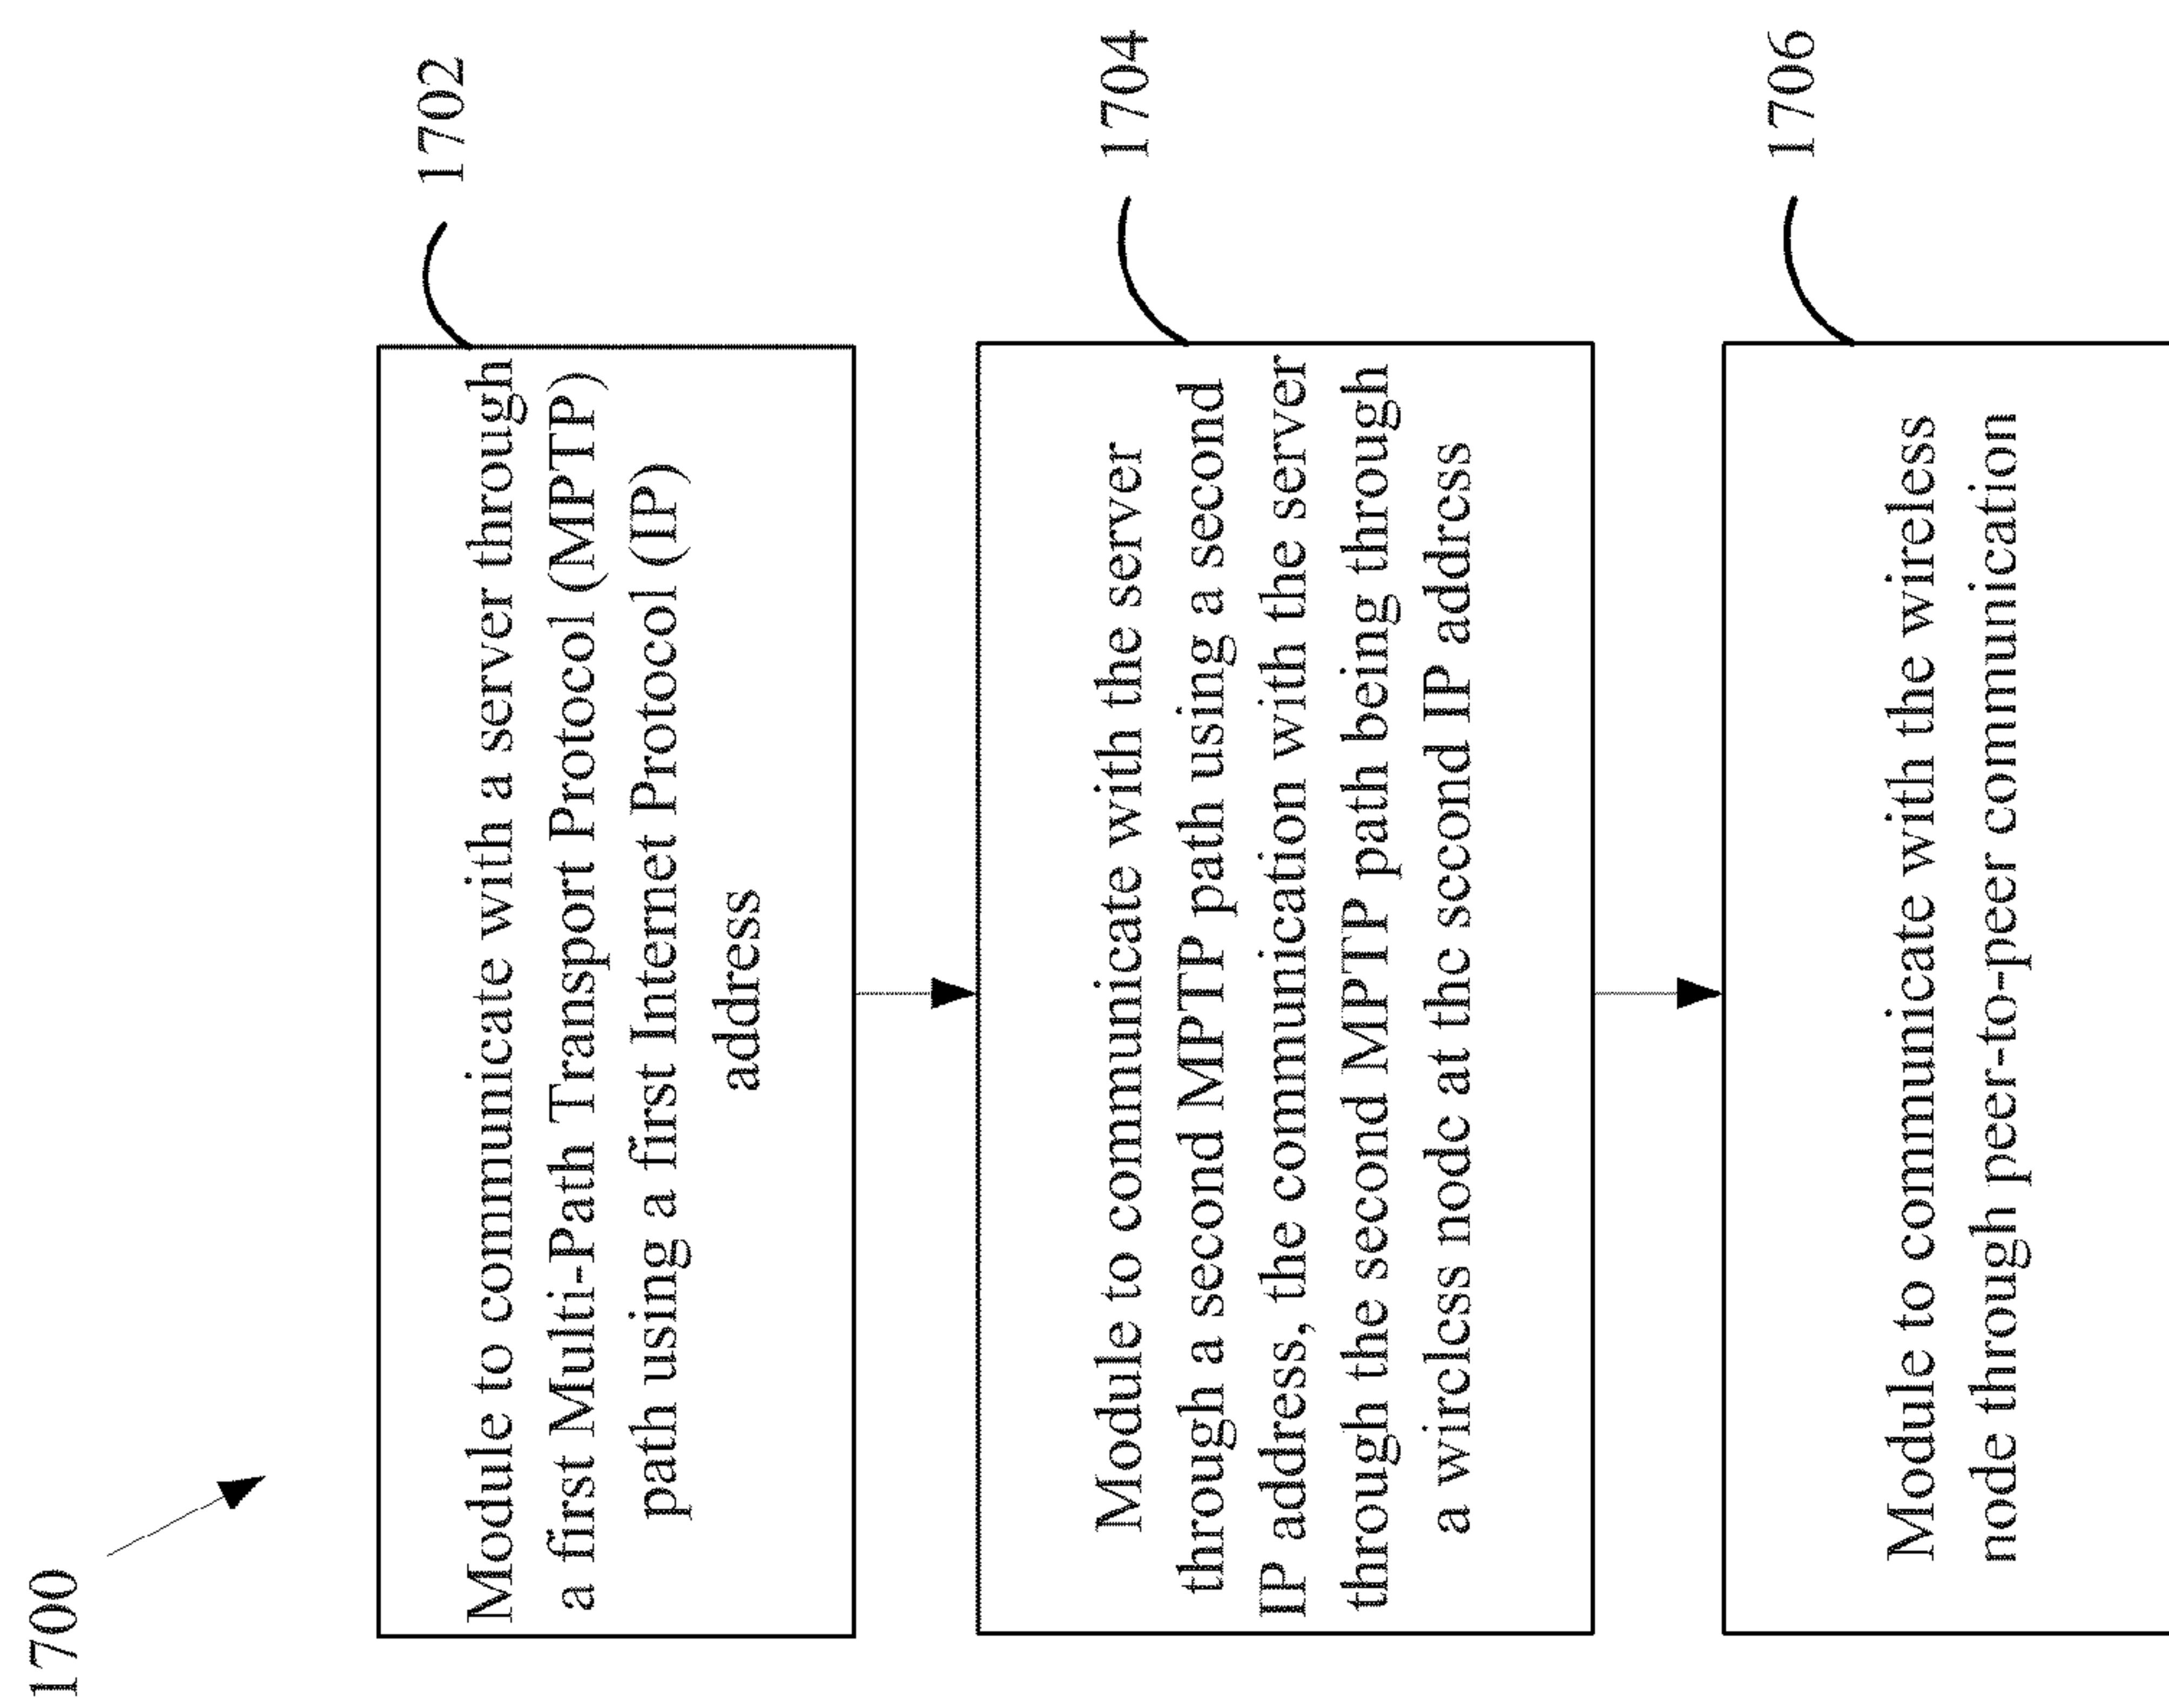 1700
1702
Module to communicate with a server through
a first Multi-Path Transport Protocol (MPTP)
path using a first Internet Protocol (IP)
address
1704
Module to communicate with the server
through a second MPTP path using a second
IP address, the communication with the server
through the second MPTP path being through
a wireless node at the second IP address
1706
Module to communicate with the wireless
node through peer-to-peer communication